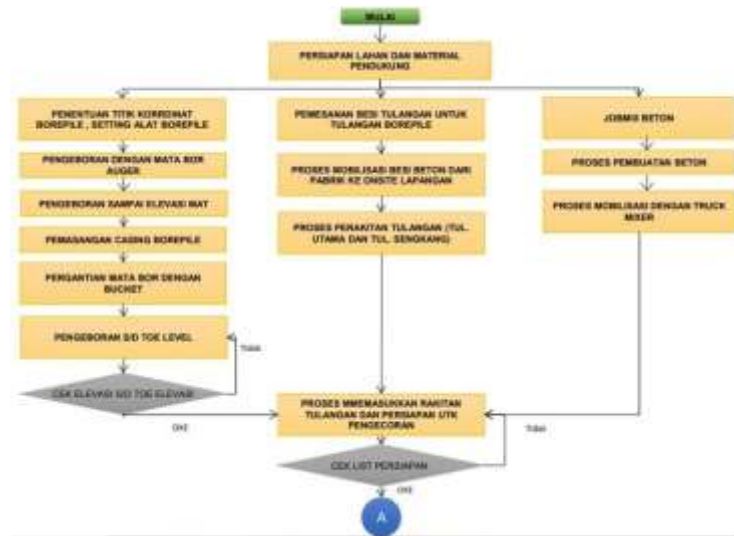 MULAI
PERSIAPAN LAHAN DAN MATERIAL
PENDUKUNG
PENENTUAN TITIK KORRDINAT
BOREPILE , SETTING ALAT BOREPILE
PENGEBORAN DENGAN MATA BOR
AUGER
PENGEBORAN SAMPAI ELEVASI MAT
PEMASANGAN CASING BOREPILE
PERGANTIAN MATA BOR DENGAN
BUCKET
PENGEBORAN S/D TOE LEVEL
TIDAK
CEK ELEVASI S/D TOE ELEVASI
OKE
PEMESANAN BESI TULANGAN UNTUK
TULANGAN BOREPILE
PROSES MOBILISASI BESI BETON DARI
FABRIK KE ONSITE LAPANGAN
PROSES PERAKITAN TULANGAN (TUL.
UTAMA DAN TUL. SENGKANG)
JOBMIX BETON
PROSES PEMBUATAN BETON
PROSES MOBILISASI DENGAN TRUCK
MIXER
PROSES MMEMASUKKAN RAKITAN
TULANGAN DAN PERSIAPAN UTK
PENGECORAN
TIDAK
CEK LIST PERSIAPAN
OKE
A